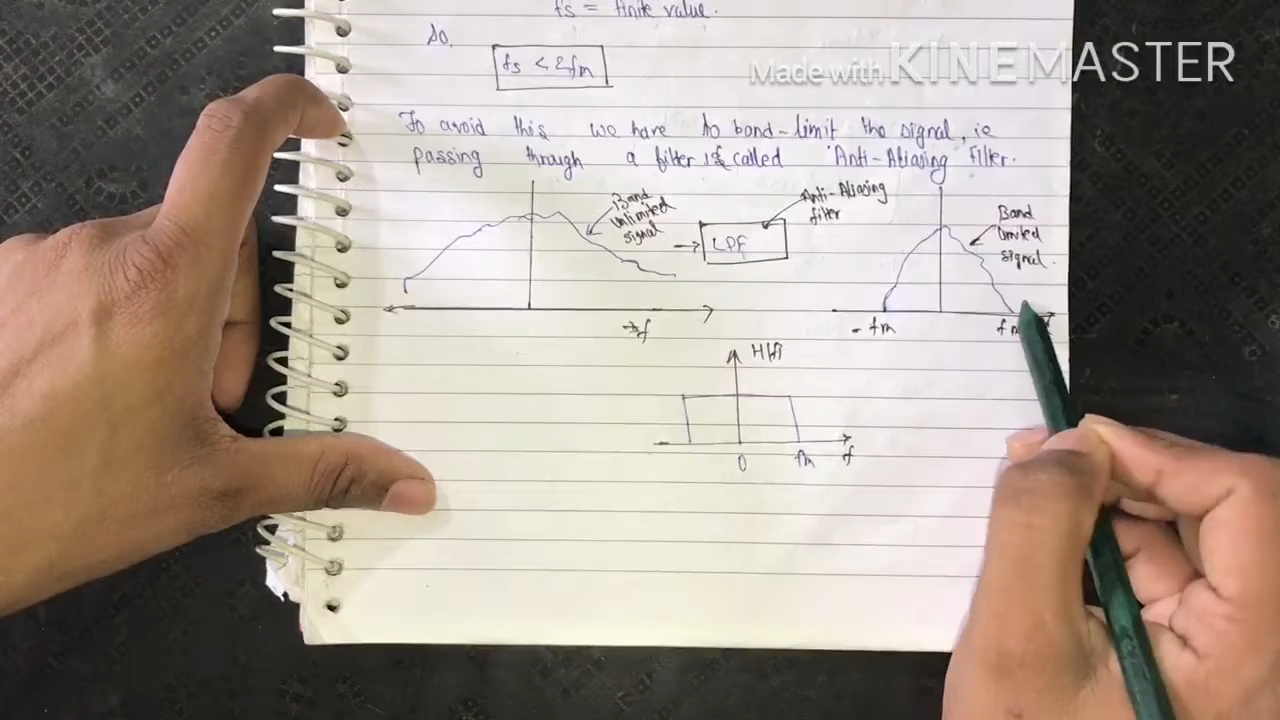 fs = finite value.
So,
fs < 2fm
Made with KINEMASTER
To avoid this we have to band-limit the signal, ie
passing through a filter is called 'Anti-Aliasing Filter.
Band
Unlimited
signal
LPF
Anti-Aliasing
filter
Band
limited
signal.
f
- fm
fm
H(f)
0
fm
f